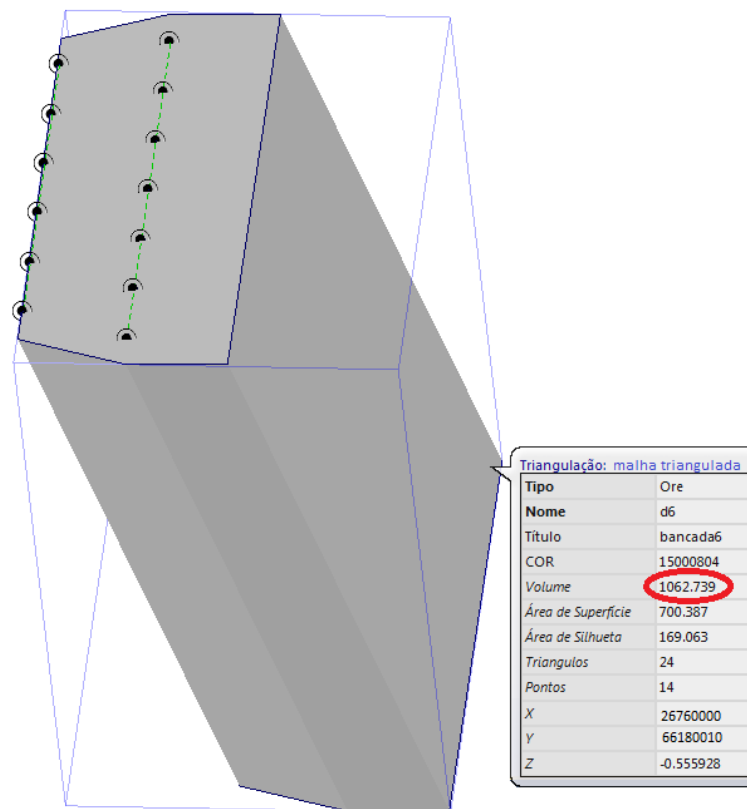 Triangulação: malha triangulada
Tipo Ore
Nome d6
Título bancada6
COR 15000804
Volume 1062.739
Área de Superfície 700.387
Área de Silhueta 169.063
Triangulos 24
Pontos 14
X 26760000
Y 66180010
Z -0.555928